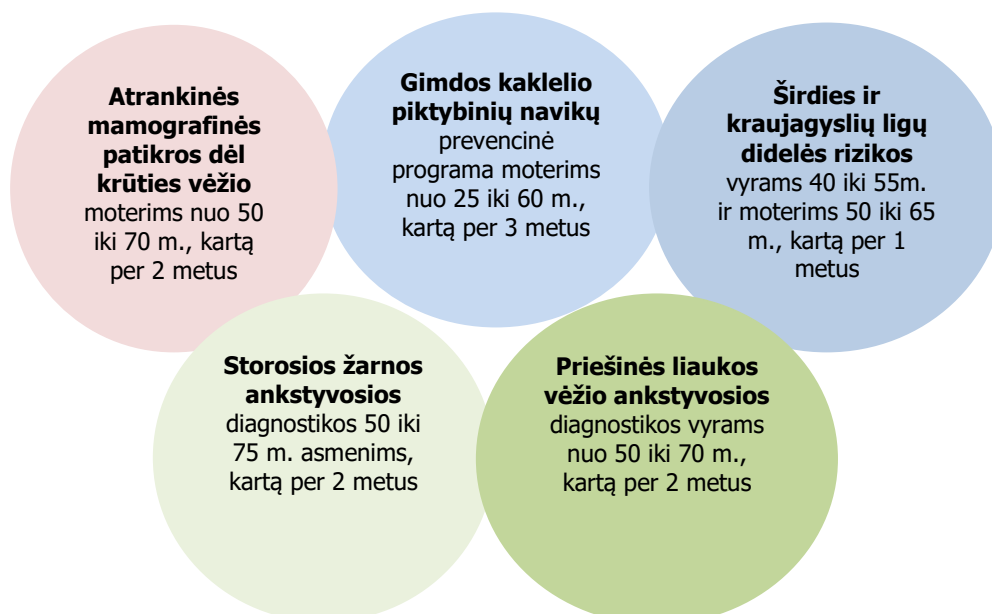 Atrankinės
mamografinės
patikros dėl
krūties vėžio
moterims nuo 50
iki 70 m., kartą
per 2 metus
Gimdos kaklelio
piktybinių navikų
prevencinė
programa moterims
nuo 25 iki 60 m.,
kartą per 3 metus
Širdies ir
kraujagyslių ligų
didelės rizikos
vyrams 40 iki 55m.
ir moterims 50 iki 65
m., kartą per 1
metus
Storosios žarnos
ankstyvosios
diagnostikos 50 iki
75 m. asmenims,
kartą per 2 metus
Priešinės liaukos
vėžio ankstyvosios
diagnostikos vyrams
nuo 50 iki 70 m.,
kartą per 2 metus